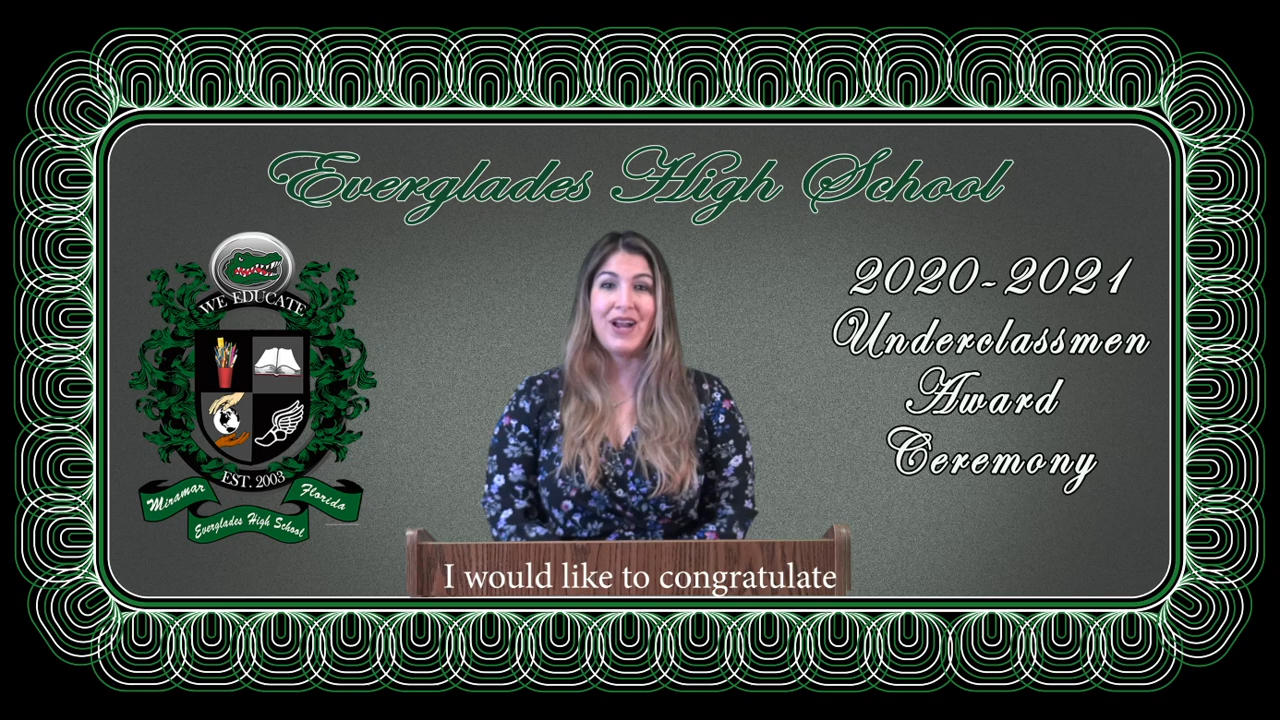 Everglades High School
2020-2021
Underclassmen
Award
Ceremony
WE EDUCATE
EST. 2003
Miramar
Florida
Everglades High School
I would like to congratulate